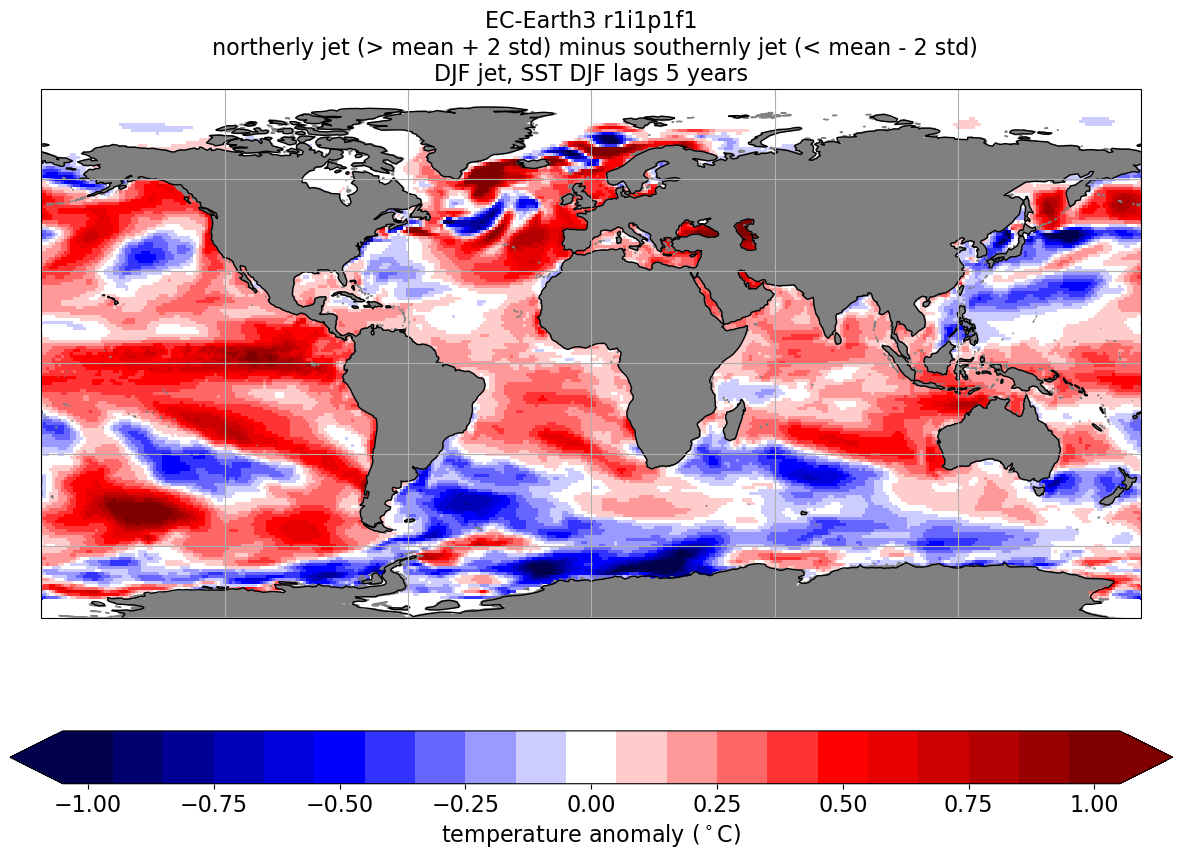 EC-Earth3 r1i1p1f1
northerly jet (> mean + 2 std) minus southernly jet (< mean - 2 std)
DJF jet, SST DJF lags 5 years
−1.00 −0.75 −0.50 −0.25 0.00 0.25 0.50 0.75 1.00
temperature anomaly (°C)